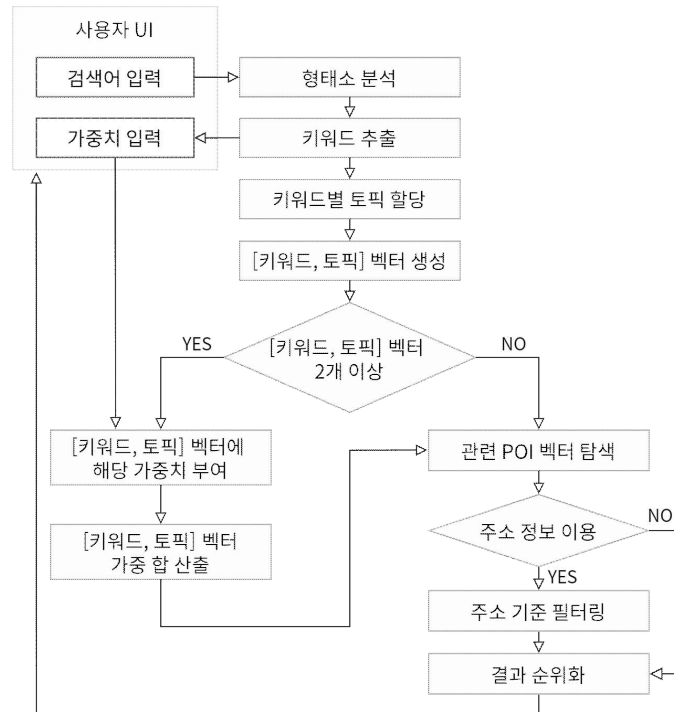 사용자 UI
검색어 입력
형태소 분석
가중치 입력
키워드 추출
키워드별 토픽 할당
[키워드, 토픽] 벡터 생성
YES
[키워드, 토픽] 벡터
2개 이상
NO
[키워드, 토픽] 벡터에
해당 가중치 부여
관련 POI 벡터 탐색
[키워드, 토픽] 벡터
가중 합 산출
주소 정보 이용
NO
YES
주소 기준 필터링
결과 순위화